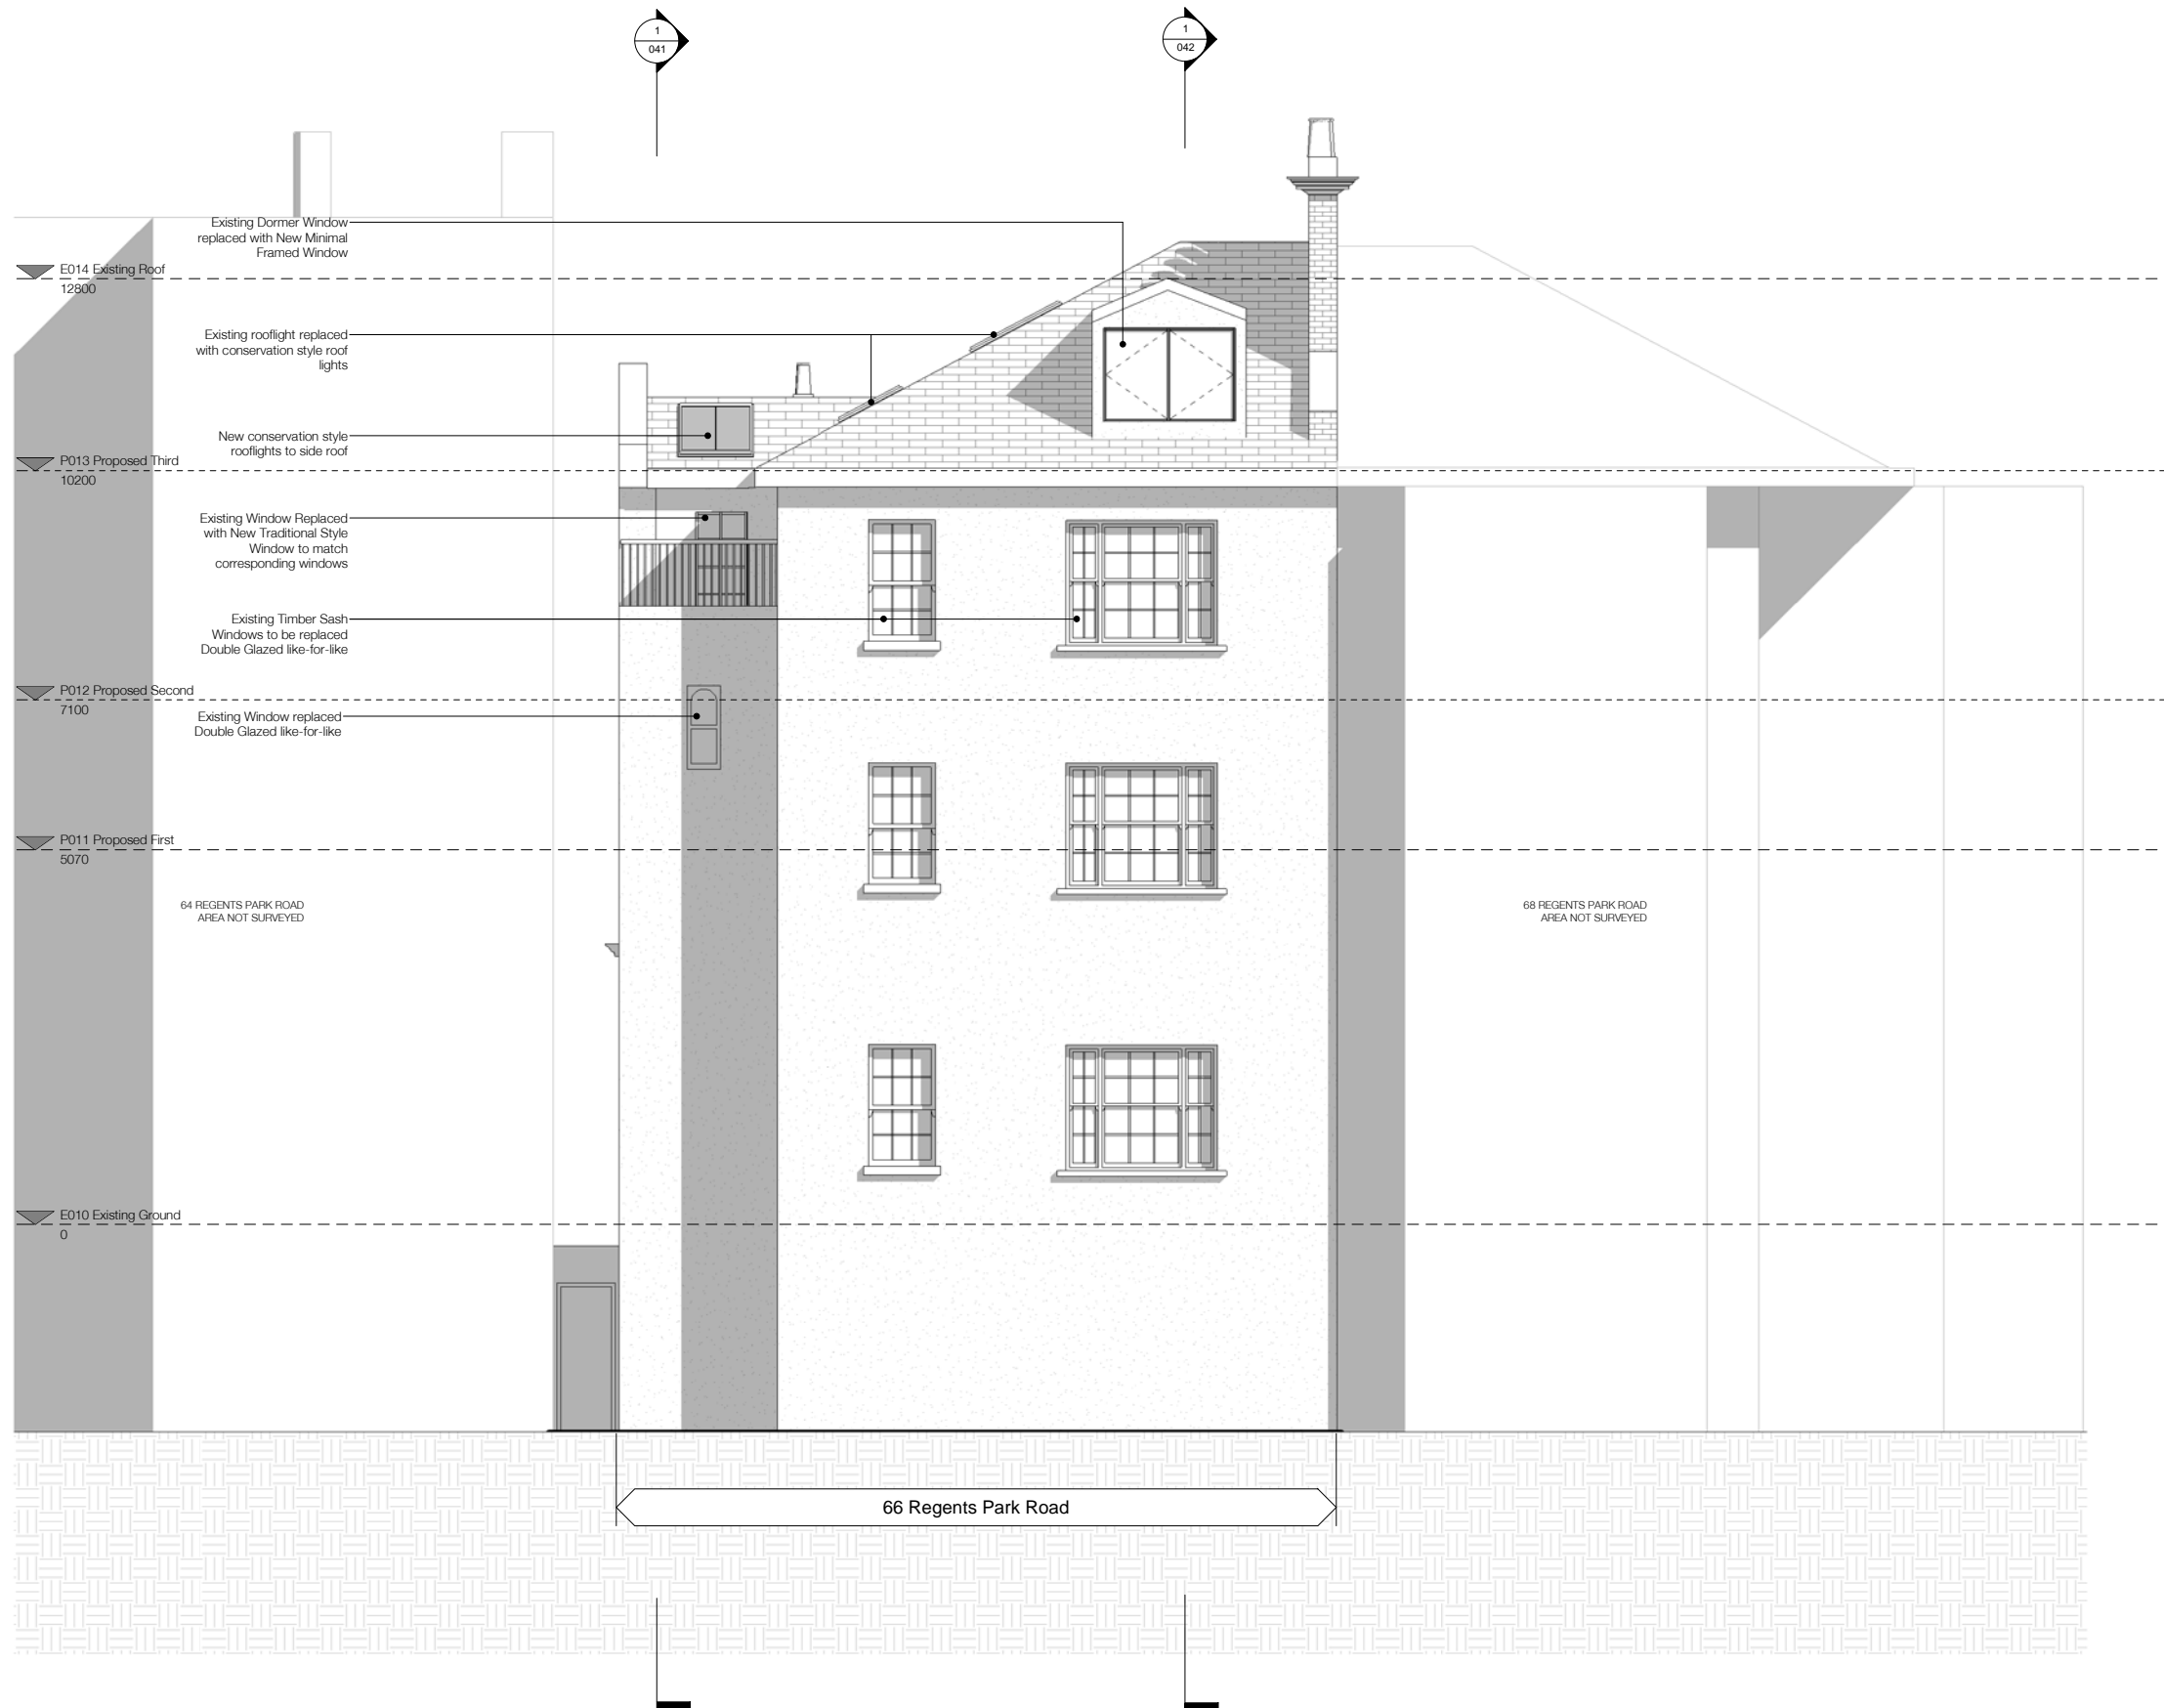 1
041
1
042
Existing Dormer Window
replaced with New Minimal
Framed Window
E014 Existing Roof
12800
Existing rooflight replaced
with conservation style roof
lights
New conservation style
rooflights to side roof
P013 Proposed Third
10200
Existing Window Replaced
with New Traditional Style
Window to match
corresponding windows
Existing Timber Sash
Windows to be replaced
Double Glazed like-for-like
P012 Proposed Second
7100
Existing Window replaced
Double Glazed like-for-like
P011 Proposed First
5070
64 REGENTS PARK ROAD
AREA NOT SURVEYED
68 REGENTS PARK ROAD
AREA NOT SURVEYED
E010 Existing Ground
0
66 Regents Park Road